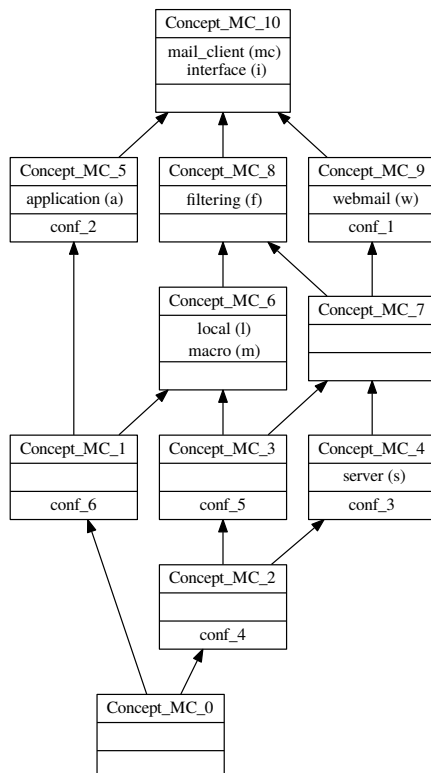 Concept_MC_10
mail_client (mc)
interface (i)
Concept_MC_5
application (a)
conf_2
Concept_MC_8
filtering (f)
Concept_MC_9
webmail (w)
conf_1
Concept_MC_6
local (l)
macro (m)
Concept_MC_7
Concept_MC_1
conf_6
Concept_MC_3
conf_5
Concept_MC_4
server (s)
conf_3
Concept_MC_2
conf_4
Concept_MC_0